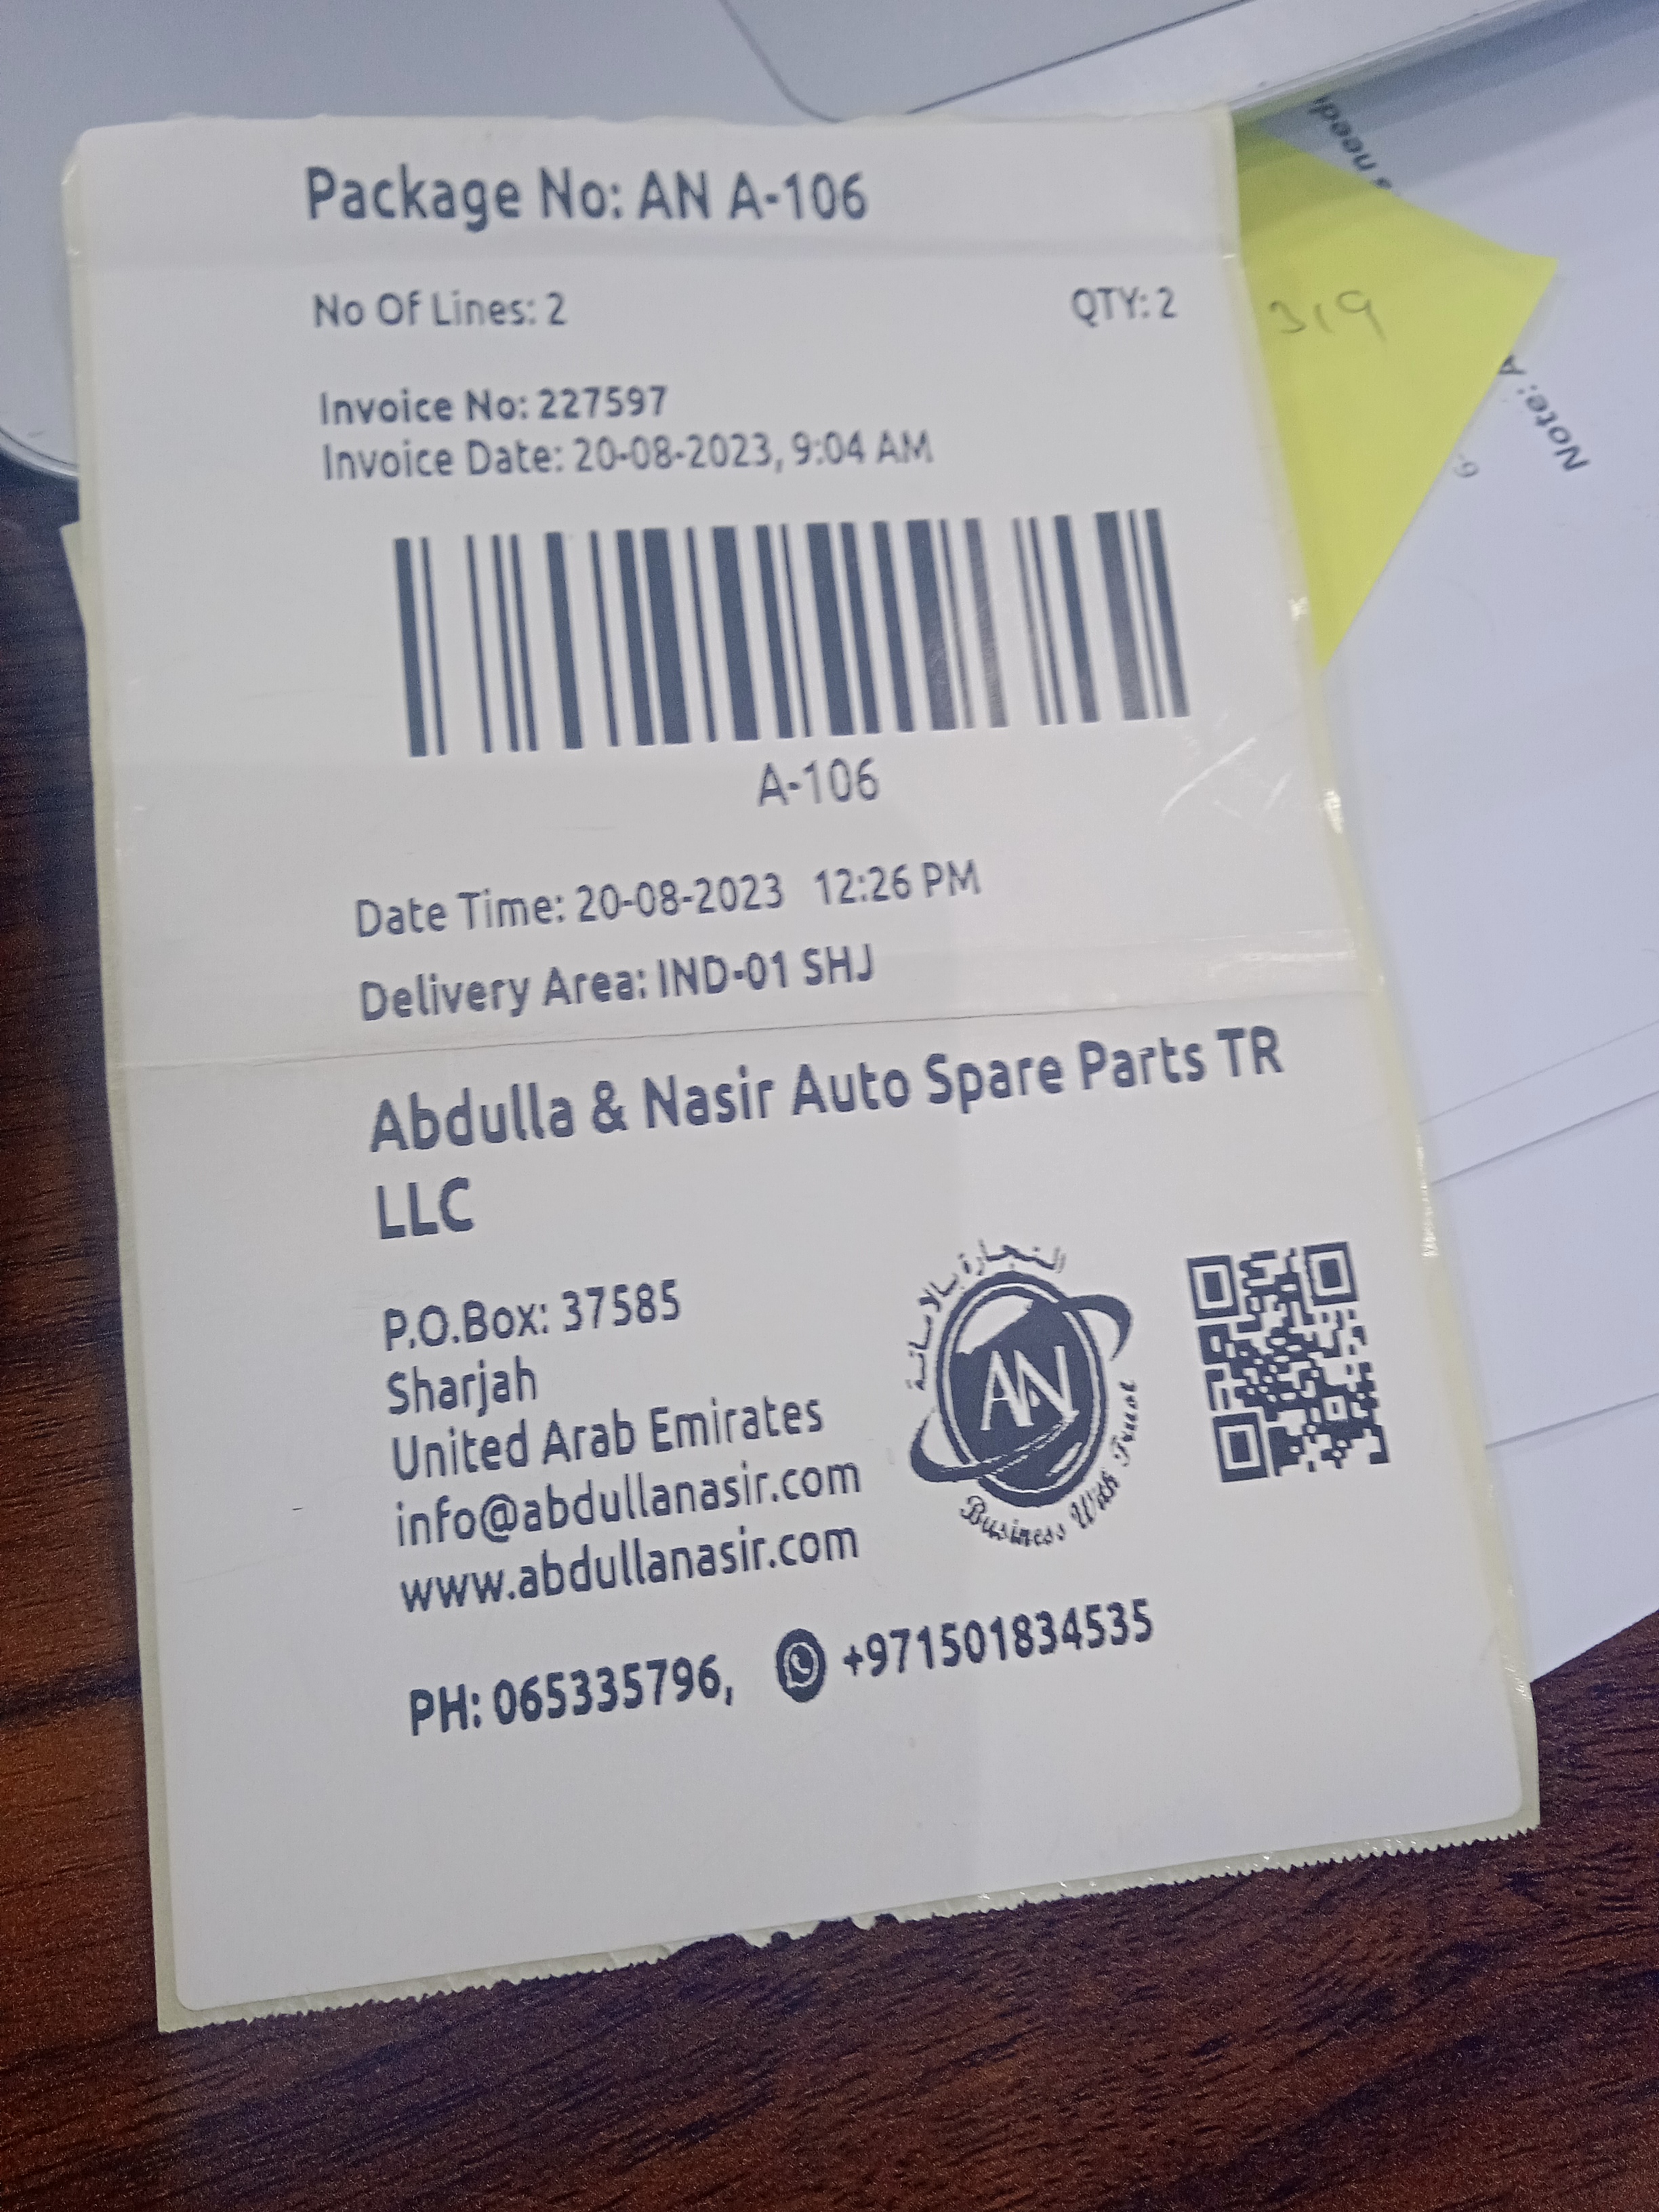 Package No: AN A-106
No Of Lines: 2 QTY: 2
Invoice No: 227597
Invoice Date: 20-08-2023, 9:04 AM
A-106
Date Time: 20-08-2023 12:26 PM
Delivery Area: IND-01 SHJ
Abdulla & Nasir Auto Spare Parts TR
LLC
P.O.Box: 37585
Sharjah
United Arab Emirates
info@abdullanasir.com
www.abdullanasir.com
التجارة بالامانة
AN
Business With Trust
PH: 065335796, +971501834535
319
Note: A